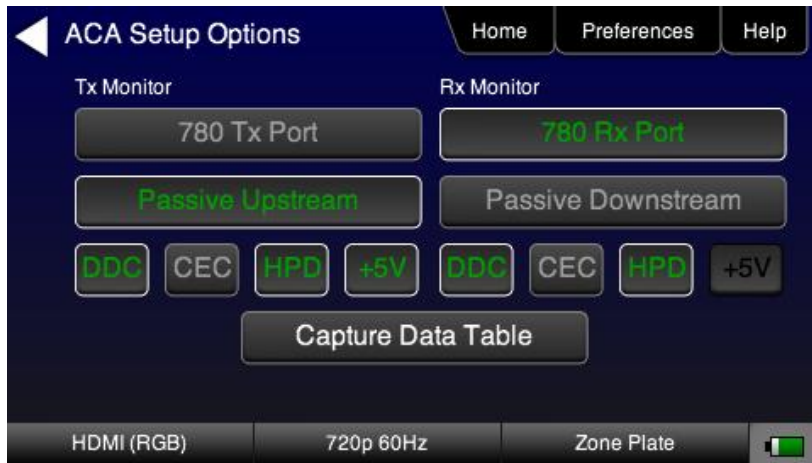 ACA Setup Options Home Preferences Help
Tx Monitor Rx Monitor
780 Tx Port 780 Rx Port
Passive Upstream Passive Downstream
DDC CEC HPD +5V DDC CEC HPD +5V
Capture Data Table
HDMI (RGB) 720p 60Hz Zone Plate